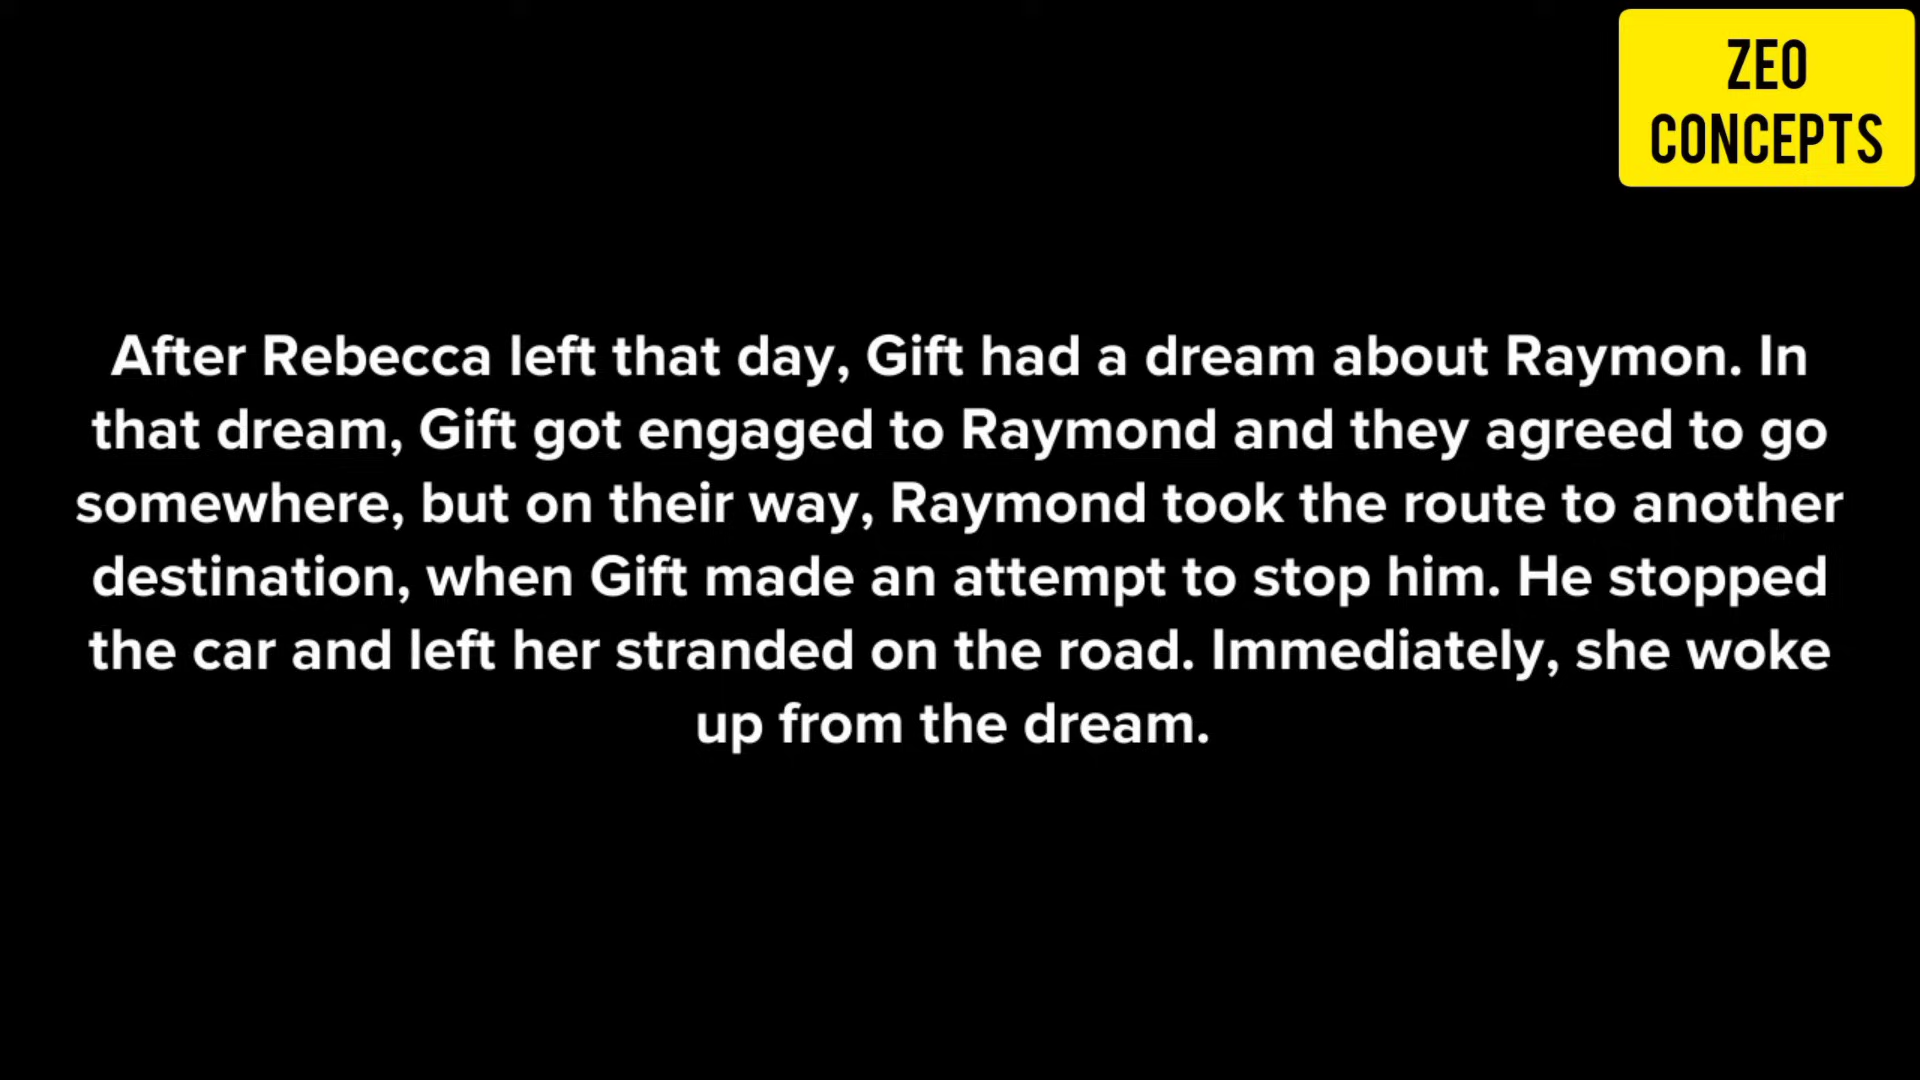 ZEO
CONCEPTS
After Rebecca left that day, Gift had a dream about Raymon. In
that dream, Gift got engaged to Raymond and they agreed to go
somewhere, but on their way, Raymond took the route to another
destination, when Gift made an attempt to stop him. He stopped
the car and left her stranded on the road. Immediately, she woke
up from the dream.